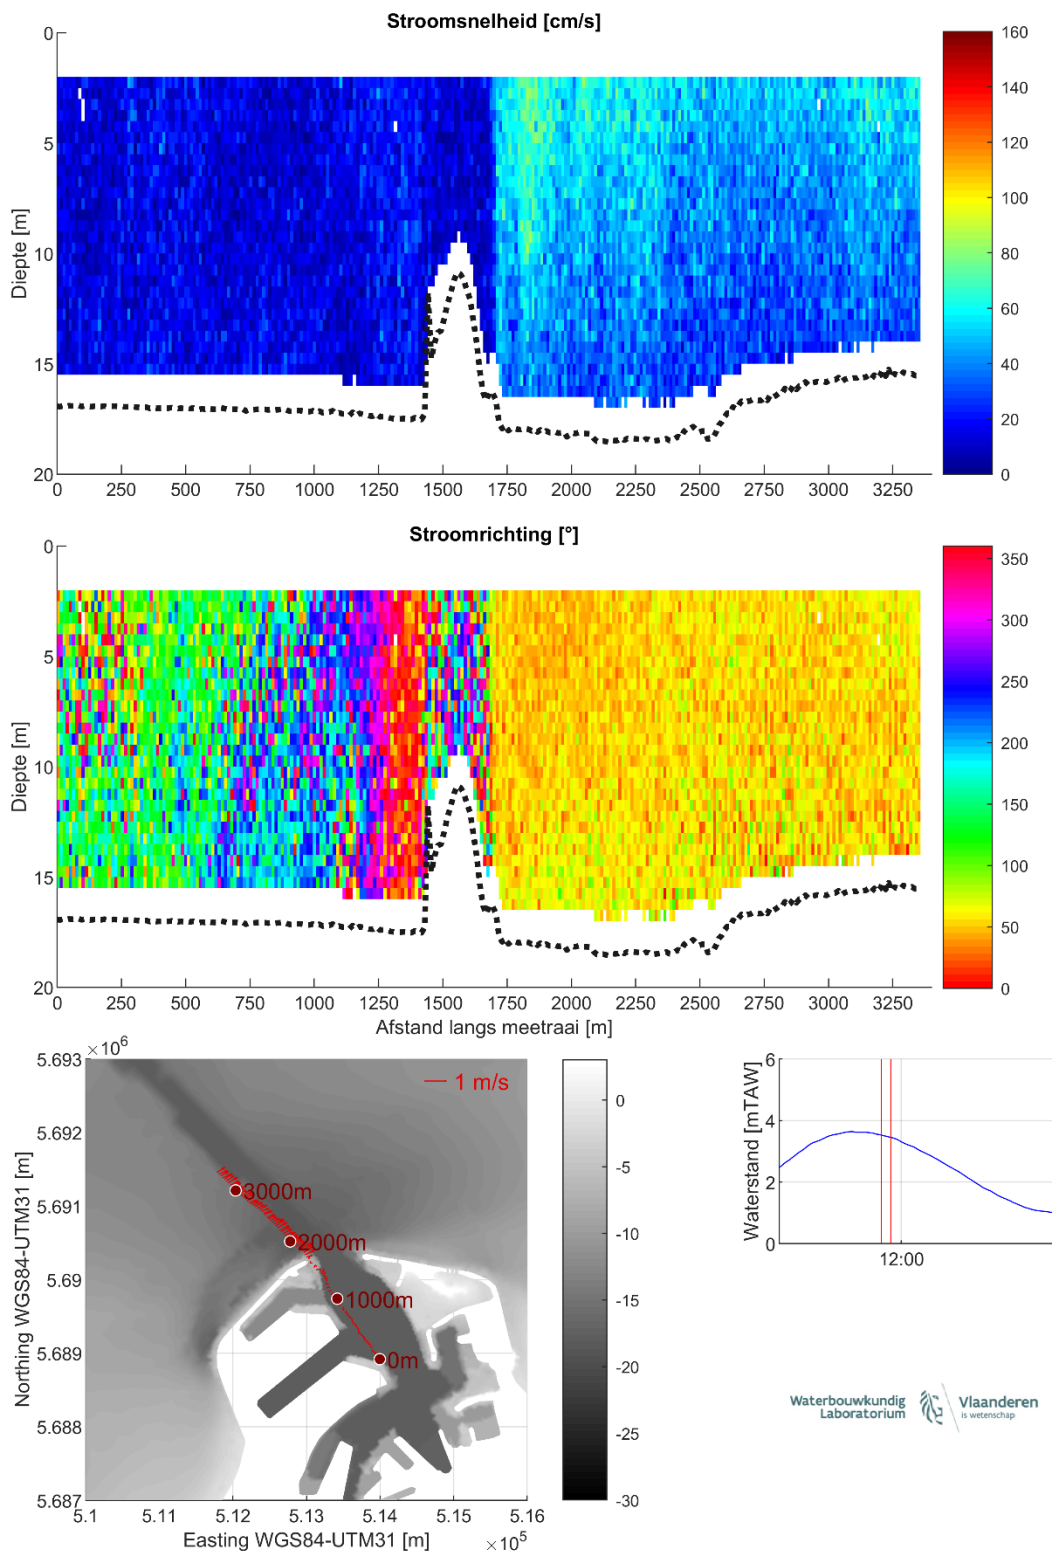 Stroomsnelheid [cm/s]
0
5
10
15
20
Diepte [m]
0 250 500 750 1000 1250 1500 1750 2000 2250 2500 2750 3000 3250
160
140
120
100
80
60
40
20
0
Stroomrichting [°]
0
5
10
15
20
Diepte [m]
0 250 500 750 1000 1250 1500 1750 2000 2250 2500 2750 3000 3250
Afstand langs meetraai [m]
350
300
250
200
150
100
50
0
×10⁶
5.693
5.692
5.691
5.69
5.689
5.688
5.687
Northing WGS84-UTM31 [m]
1 m/s
3000m
2000m
1000m
0m
5.1 5.12 5.13 5.14 5.15 5.16
Easting WGS84-UTM31 [m]
×10⁵
0
-5
-10
-15
-20
-25
-30
Waterstand [mTAW]
6
4
2
0
12:00
Waterbouwkundig
Laboratorium
Vlaanderen
is wetenschap